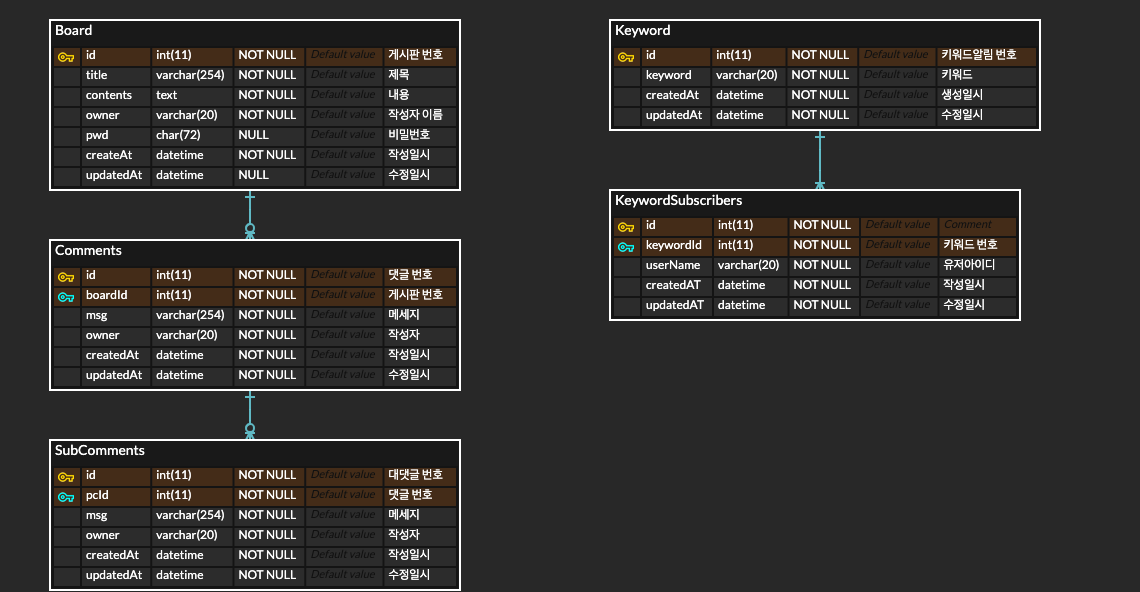 Board
id int(11) NOT NULL Default value 게시판 번호
title varchar(254) NOT NULL Default value 제목
contents text NOT NULL Default value 내용
owner varchar(20) NOT NULL Default value 작성자 이름
pwd char(72) NULL Default value 비밀번호
createAt datetime NOT NULL Default value 작성일시
updatedAt datetime NULL Default value 수정일시
Comments
id int(11) NOT NULL Default value 댓글 번호
boardId int(11) NOT NULL Default value 게시판 번호
msg varchar(254) NOT NULL Default value 메세지
owner varchar(20) NOT NULL Default value 작성자
createdAt datetime NOT NULL Default value 작성일시
updatedAt datetime NOT NULL Default value 수정일시
SubComments
id int(11) NOT NULL Default value 대댓글 번호
pcId int(11) NOT NULL Default value 댓글 번호
msg varchar(254) NOT NULL Default value 메세지
owner varchar(20) NOT NULL Default value 작성자
createdAt datetime NOT NULL Default value 작성일시
updatedAt datetime NOT NULL Default value 수정일시
Keyword
id int(11) NOT NULL Default value 키워드알림 번호
keyword varchar(20) NOT NULL Default value 키워드
createdAt datetime NOT NULL Default value 생성일시
updatedAt datetime NOT NULL Default value 수정일시
KeywordSubscribers
id int(11) NOT NULL Default value Comment
keywordId int(11) NOT NULL Default value 키워드 번호
userName varchar(20) NOT NULL Default value 유저아이디
createdAT datetime NOT NULL Default value 작성일시
updatedAT datetime NOT NULL Default value 수정일시